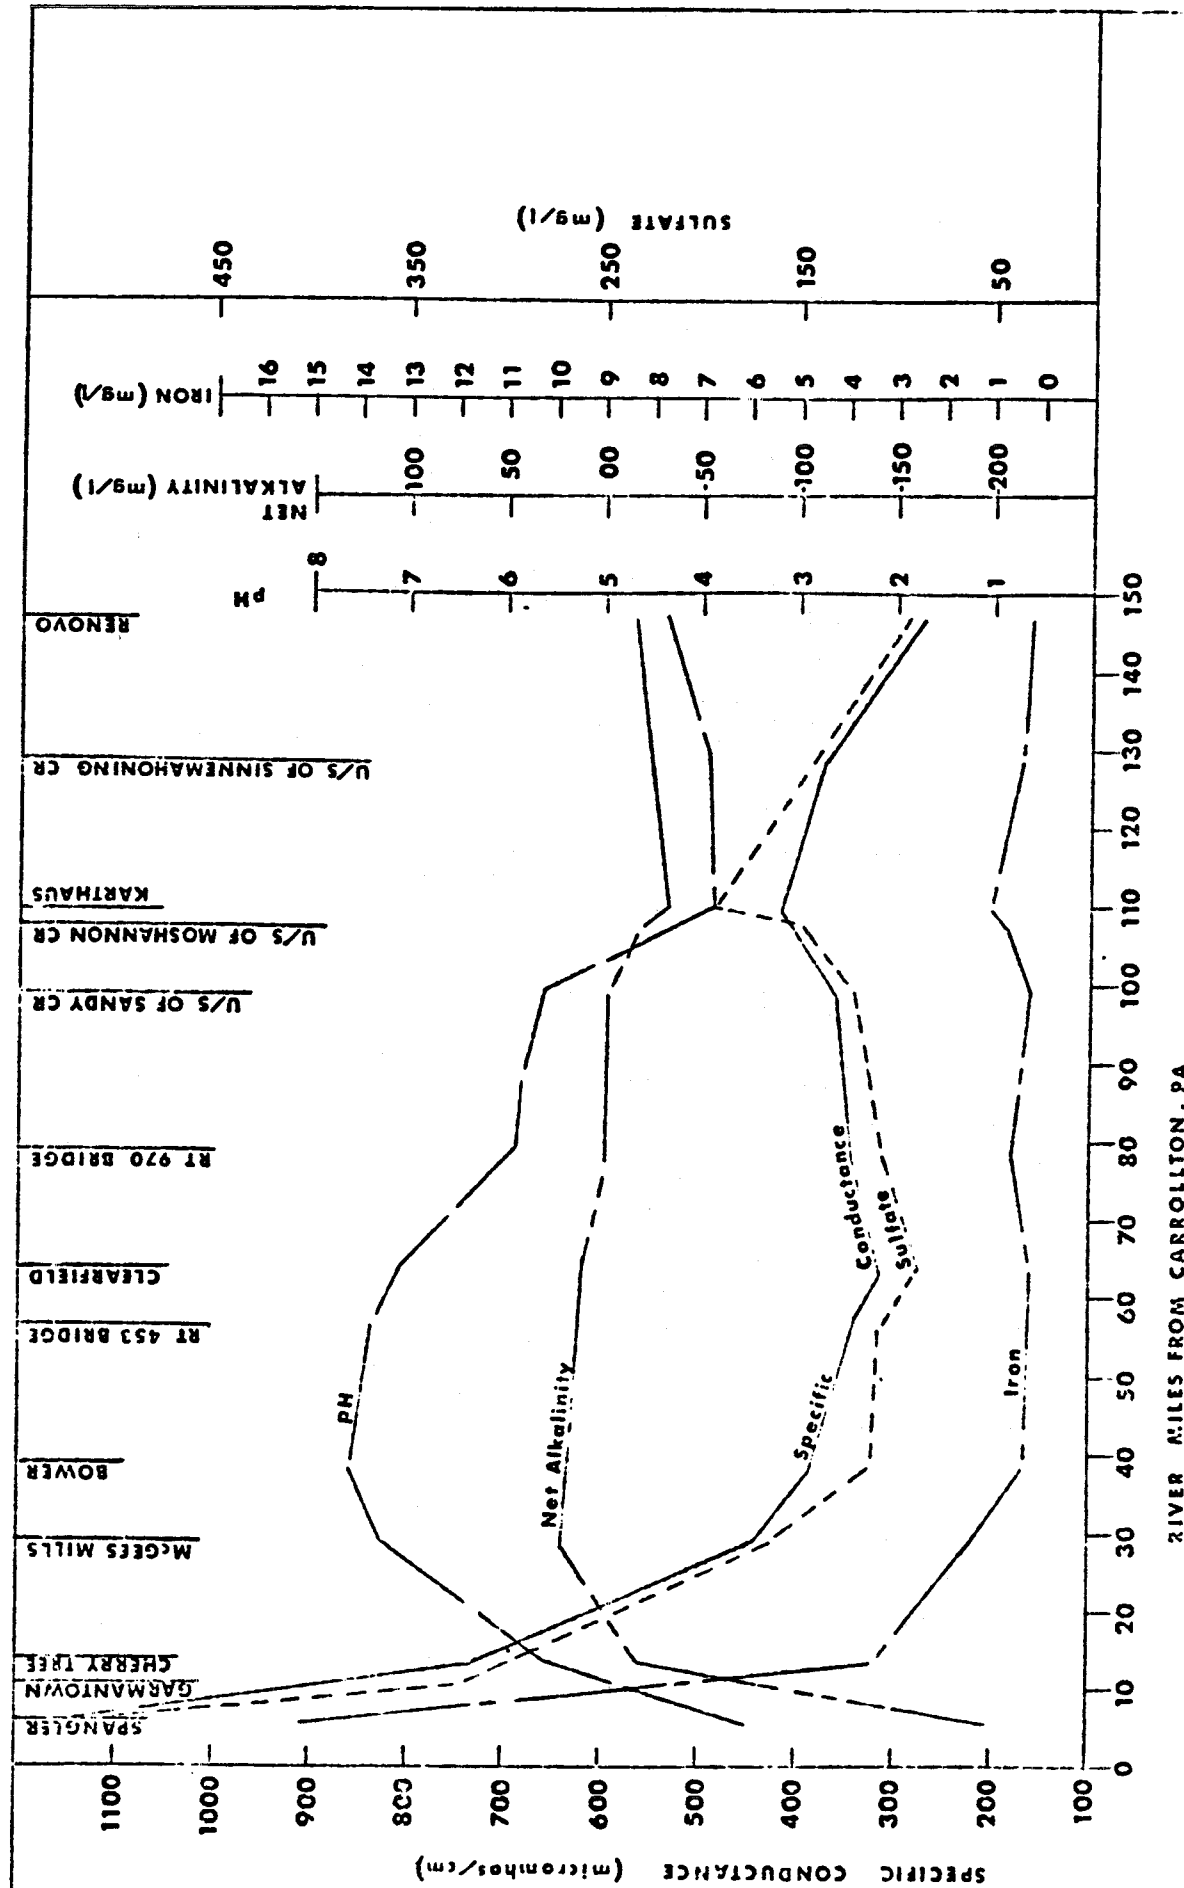 SPANGLER
GARMANTOWN
CHERRY TREE
McGEES MILLS
BOWER
RT 453 BRIDGE
CLEARFIELD
RT 970 BRIDGE
U/S OF SANDY CR
U/S OF MOSHANNON CR
KARTHAUS
U/S OF SINNEMAHONING CR
RENOVO
SPECIFIC CONDUCTANCE (micromhos/cm)
1100
1000
900
800
700
600
500
400
300
200
100
pH
8
7
6
5
4
3
2
1
NET
ALKALINITY (mg/l)
100
50
00
-50
-100
-150
-200
IRON (mg/l)
16
15
14
13
12
11
10
9
8
7
6
5
4
3
2
1
0
SULFATE (mg/l)
450
350
250
150
50
pH
Net Alkalinity
Specific Conductance
Sulfate
Iron
0
10
20
30
40
50
60
70
80
90
100
110
120
130
140
150
RIVER MILES FROM CARROLLTON, PA